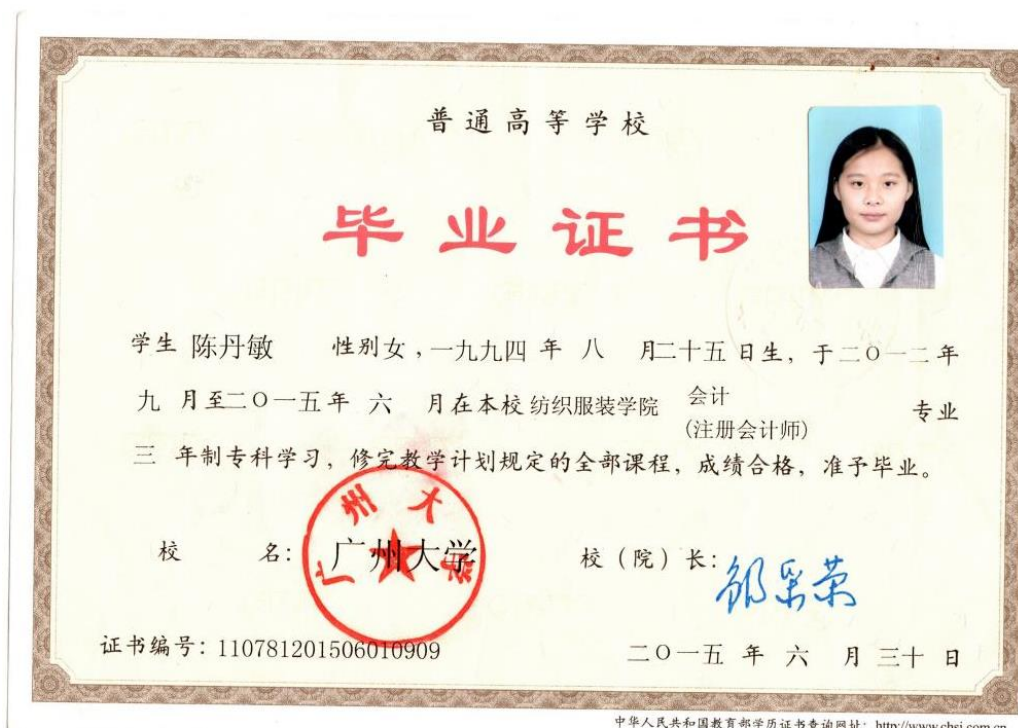 普通高等学校
毕业证书
学生 陈丹敏 性别女,一九九四 年 八 月二十五日生, 于二〇一二年
九 月至二〇一五年 六 月在本校 纺织服装学院 会计 (注册会计师) 专业
三 年制专科学习, 修完教学计划规定的全部课程, 成绩合格, 准予毕业。
广州大学
校 名: 广州大学 校(院)长:
证书编号: 110781201506010909 二〇一五 年 六 月 三十 日
中华人民共和国教育部学历证书查询网址: http://www.chsi.com.cn